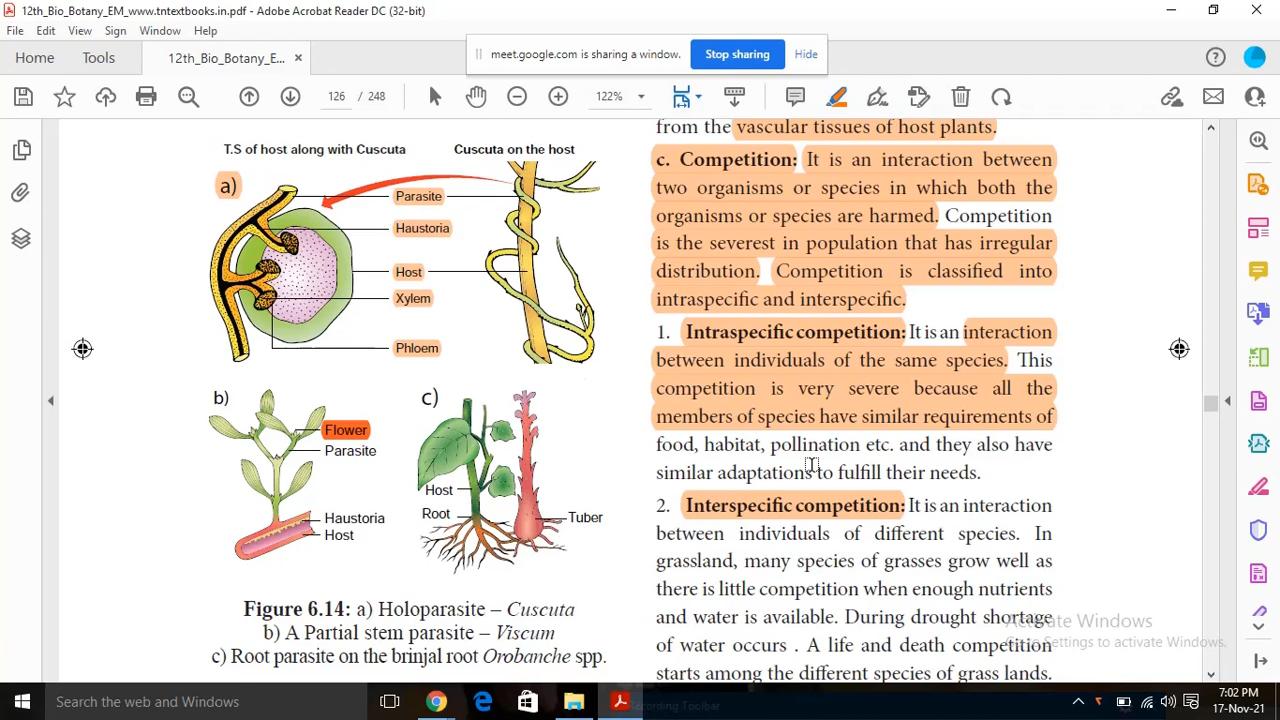 12th_Bio_Botany_EM_www.tntextbooks.in.pdf - Adobe Acrobat Reader DC (32-bit)
File Edit View Sign Window Help
meet.google.com is sharing a window. Stop sharing Hide
Home Tools 12th_Bio_Botany_E... ×
126 / 248 122%
T.S of host along with Cuscuta
Cuscuta on the host
a)
Parasite
Haustoria
Host
Xylem
Phloem
b)
Flower
Parasite
Haustoria
Host
c)
Host
Root
Tuber
Figure 6.14: a) Holoparasite – Cuscuta
b) A Partial stem parasite – Viscum
c) Root parasite on the brinjal root Orobanche spp.
from the vascular tissues of host plants.
c. Competition: It is an interaction between
two organisms or species in which both the
organisms or species are harmed. Competition
is the severest in population that has irregular
distribution. Competition is classified into
intraspecific and interspecific.
1. Intraspecific competition: It is an interaction
between individuals of the same species. This
competition is very severe because all the
members of species have similar requirements of
food, habitat, pollination etc. and they also have
similar adaptations to fulfill their needs.
2. Interspecific competition: It is an interaction
between individuals of different species. In
grassland, many species of grasses grow well as
there is little competition when enough nutrients
and water is available. During drought shortage
of water occurs . A life and death competition
starts among the different species of grass lands.
Activate Windows
Go to Settings to activate Windows.
Search the web and Windows
Recording Toolbar
7:02 PM
17-Nov-21